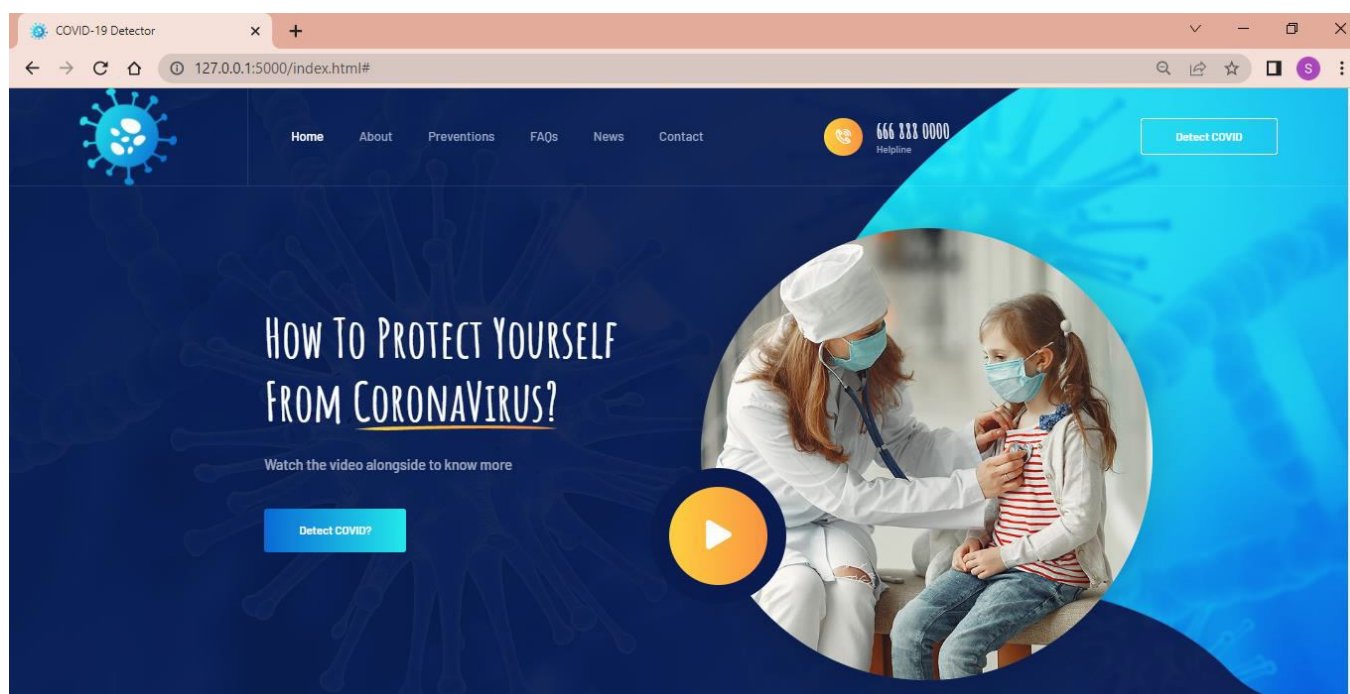 COVID-19 Detector
127.0.0.1:5000/index.html#
S
Home About Preventions FAQs News Contact
666 888 0000
Helpline
Detect COVID
How To Protect Yourself
From CoronaVirus?
Watch the video alongside to know more
Detect COVID?